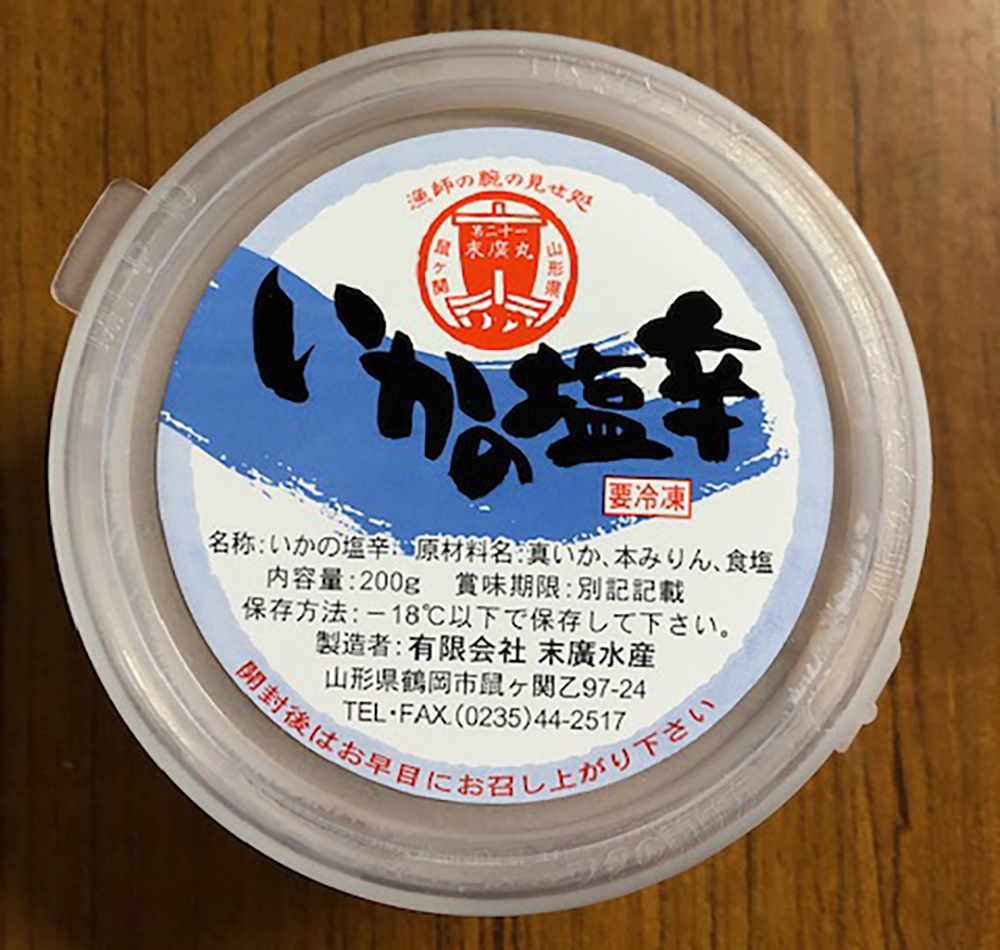 漁師の腕の見せ処
第二十一
末廣丸
山形県
鼠ヶ関
いかの塩辛
要冷凍
名称：いかの塩辛　原材料名：真いか、本みりん、食塩
内容量：200g　賞味期限：別記記載
保存方法：－18℃以下で保存して下さい。
製造者：有限会社 末廣水産
山形県鶴岡市鼠ヶ関乙97-24
TEL・FAX.(0235)44-2517
開封後はお早目にお召し上がり下さい